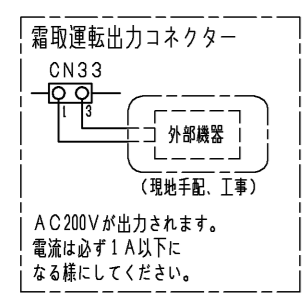 霜取運転出力コネクター
CN33
1 3
外部機器
(現地手配、工事)
AC200Vが出力されます。
電流は必ず1A以下に
なる様にしてください。